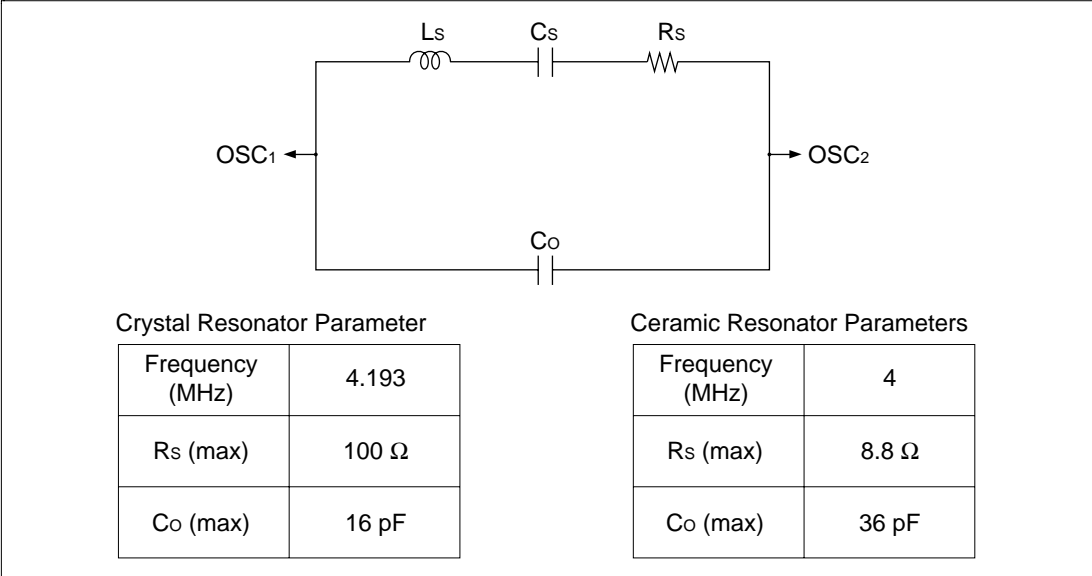 LS CS RS
OSC1 OSC2
CO
Crystal Resonator Parameter
Frequency
(MHz)
4.193
RS (max) 100 Ω
CO (max) 16 pF
Ceramic Resonator Parameters
Frequency
(MHz)
4
RS (max) 8.8 Ω
CO (max) 36 pF